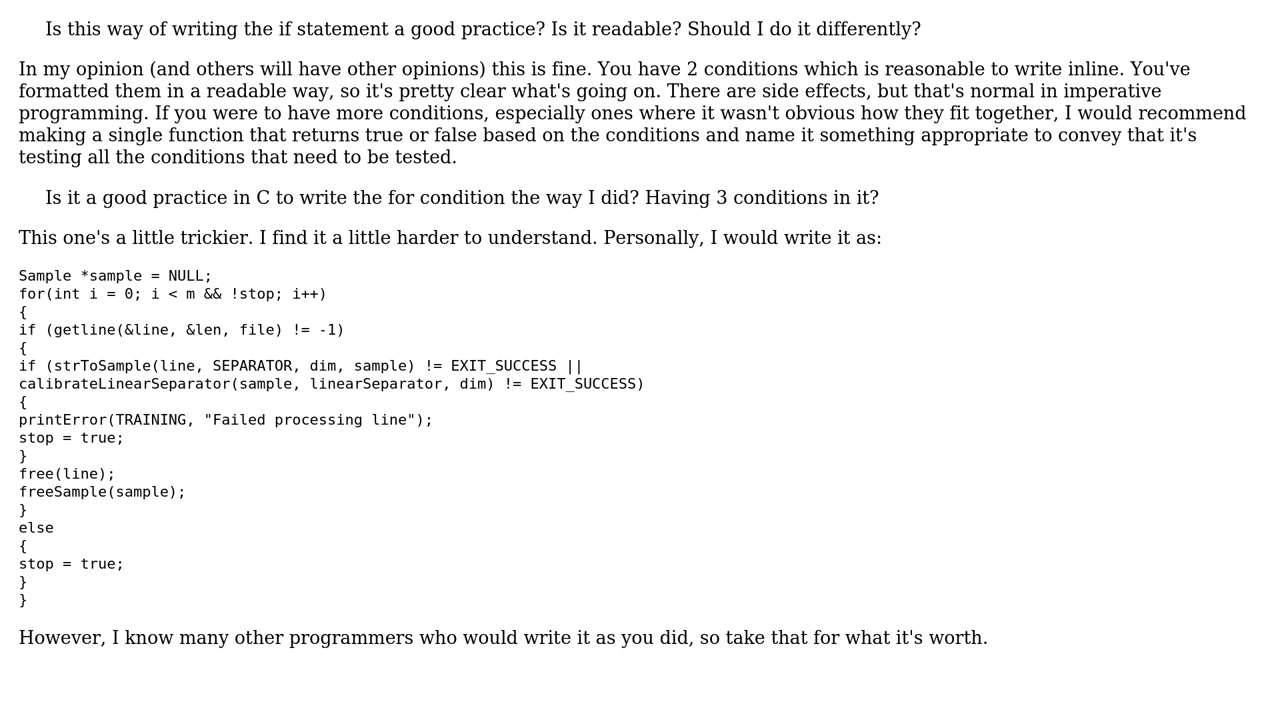 Is this way of writing the if statement a good practice? Is it readable? Should I do it differently?
In my opinion (and others will have other opinions) this is fine. You have 2 conditions which is reasonable to write inline. You've
formatted them in a readable way, so it's pretty clear what's going on. There are side effects, but that's normal in imperative
programming. If you were to have more conditions, especially ones where it wasn't obvious how they fit together, I would recommend
making a single function that returns true or false based on the conditions and name it something appropriate to convey that it's
testing all the conditions that need to be tested.
Is it a good practice in C to write the for condition the way I did? Having 3 conditions in it?
This one's a little trickier. I find it a little harder to understand. Personally, I would write it as:
Sample *sample = NULL;
for(int i = 0; i < m && !stop; i++)
{
if (getline(&line, &len, file) != -1)
{
if (strToSample(line, SEPARATOR, dim, sample) != EXIT_SUCCESS ||
calibrateLinearSeparator(sample, linearSeparator, dim) != EXIT_SUCCESS)
{
printError(TRAINING, "Failed processing line");
stop = true;
}
free(line);
freeSample(sample);
}
else
{
stop = true;
}
}
However, I know many other programmers who would write it as you did, so take that for what it's worth.